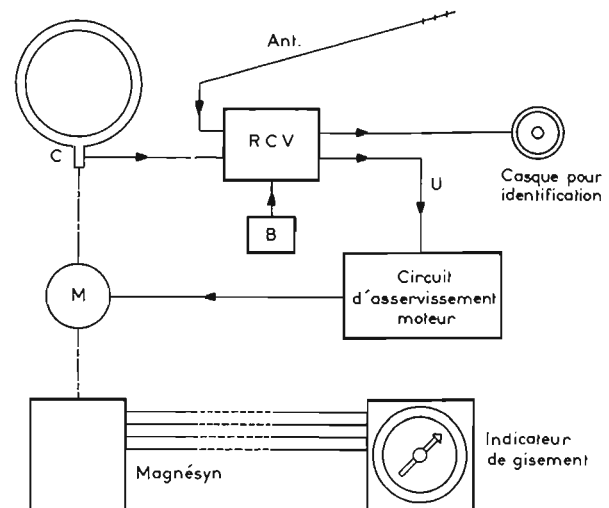 Ant.
C
RCV
U
Casque pour
identification
B
M
Circuit
d'asservissement
moteur
Magnésyn
Indicateur
de gisement